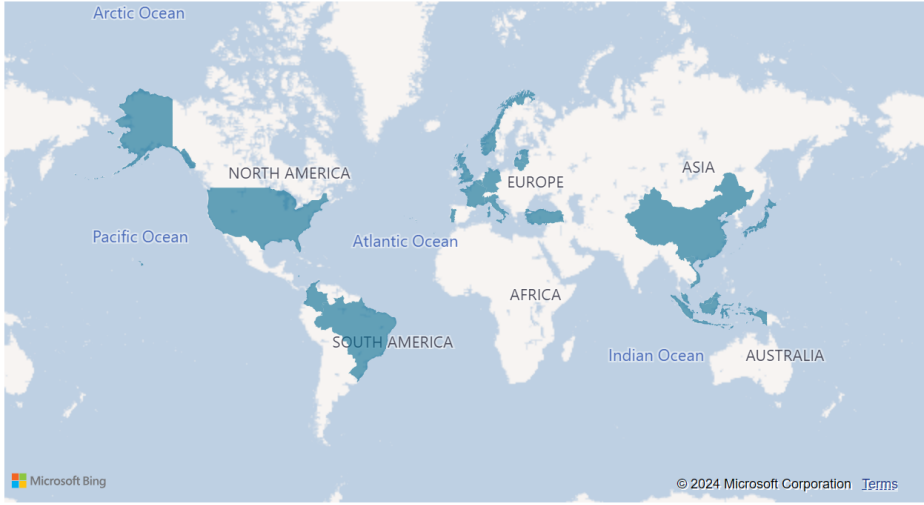 Arctic Ocean
ASIA
NORTH AMERICA
EUROPE
Pacific Ocean
Atlantic Ocean
AFRICA
SOUTH AMERICA
Indian Ocean
AUSTRALIA
Microsoft Bing
© 2024 Microsoft Corporation Terms